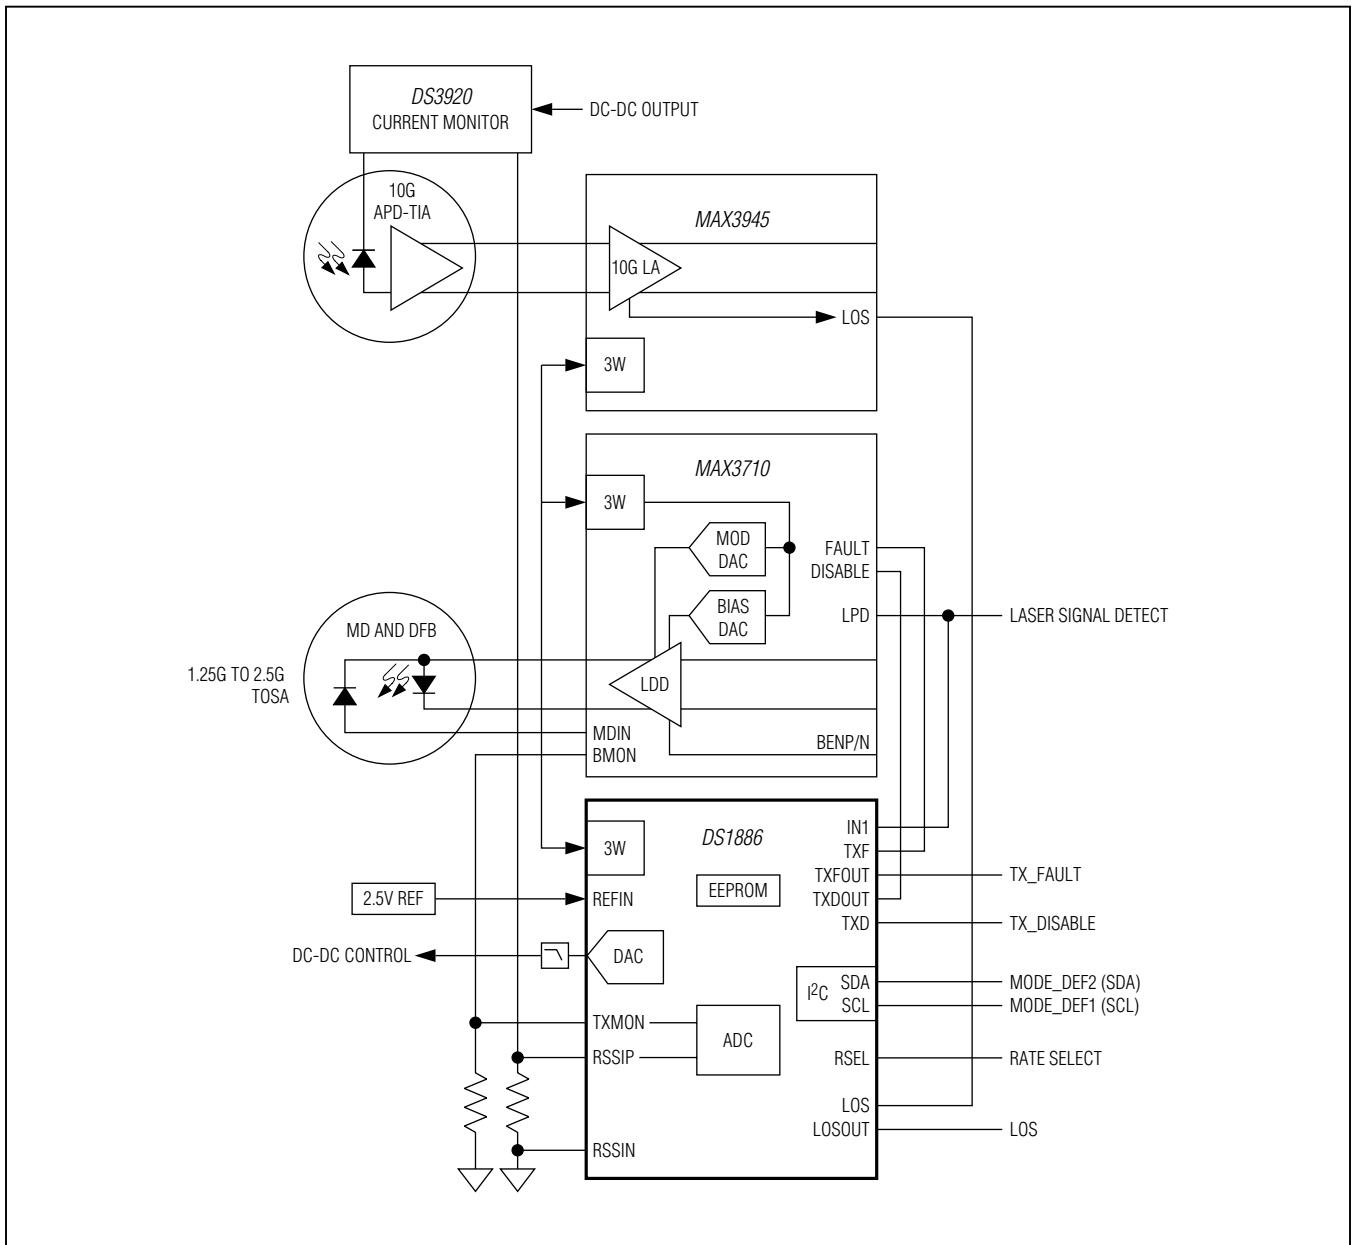 DS3920
CURRENT MONITOR
DC-DC OUTPUT
10G
APD-TIA
MAX3945
10G LA
LOS
3W
MAX3710
3W
MOD
DAC
FAULT
DISABLE
BIAS
DAC
LPD
LASER SIGNAL DETECT
MD AND DFB
1.25G TO 2.5G
TOSA
LDD
MDIN
BMON
BENP/N
DS1886
3W
IN1
TXF
EEPROM
TXFOUT
TX_FAULT
2.5V REF
REFIN
TXDOUT
TXD
TX_DISABLE
DC-DC CONTROL
DAC
I2C
SDA
MODE_DEF2 (SDA)
SCL
MODE_DEF1 (SCL)
TXMON
ADC
RSSIP
RSEL
RATE SELECT
LOS
LOSOUT
LOS
RSSIN